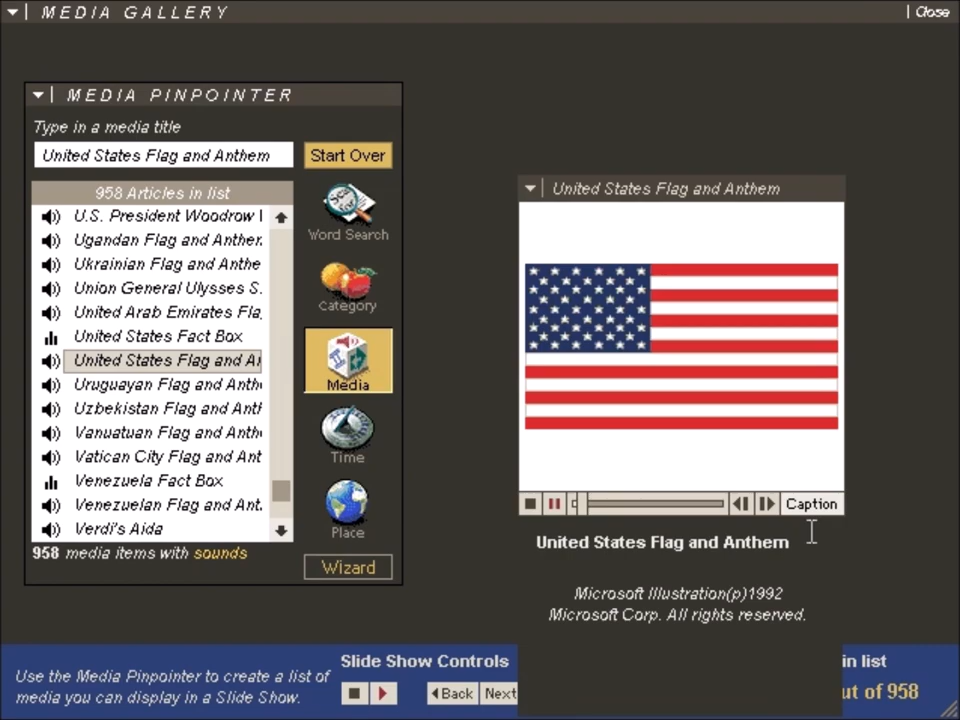 MEDIA GALLERY
Close
MEDIA PINPOINTER
Type in a media title
United States Flag and Anthem
Start Over
958 Articles in list
U.S. President Woodrow
Ugandan Flag and Anther
Ukrainian Flag and Anthe
Union General Ulysses S.
United Arab Emirates Fla
United States Fact Box
United States Flag and A
Uruguayan Flag and Anth
Uzbekistan Flag and Ant
Vanuatuan Flag and Anth
Vatican City Flag and Ant
Venezuela Fact Box
Venezuelan Flag and Ant.
Verdi's Aida
958 media items with sounds
Word Search
Category
Media
Time
Place
Wizard
United States Flag and Anthem
Caption
United States Flag and Anthem
Microsoft Illustration(p)1992
Microsoft Corp. All rights reserved.
Use the Media Pinpointer to create a list of
media you can display in a Slide Show.
Slide Show Controls
Back Next
in list
ut of 958